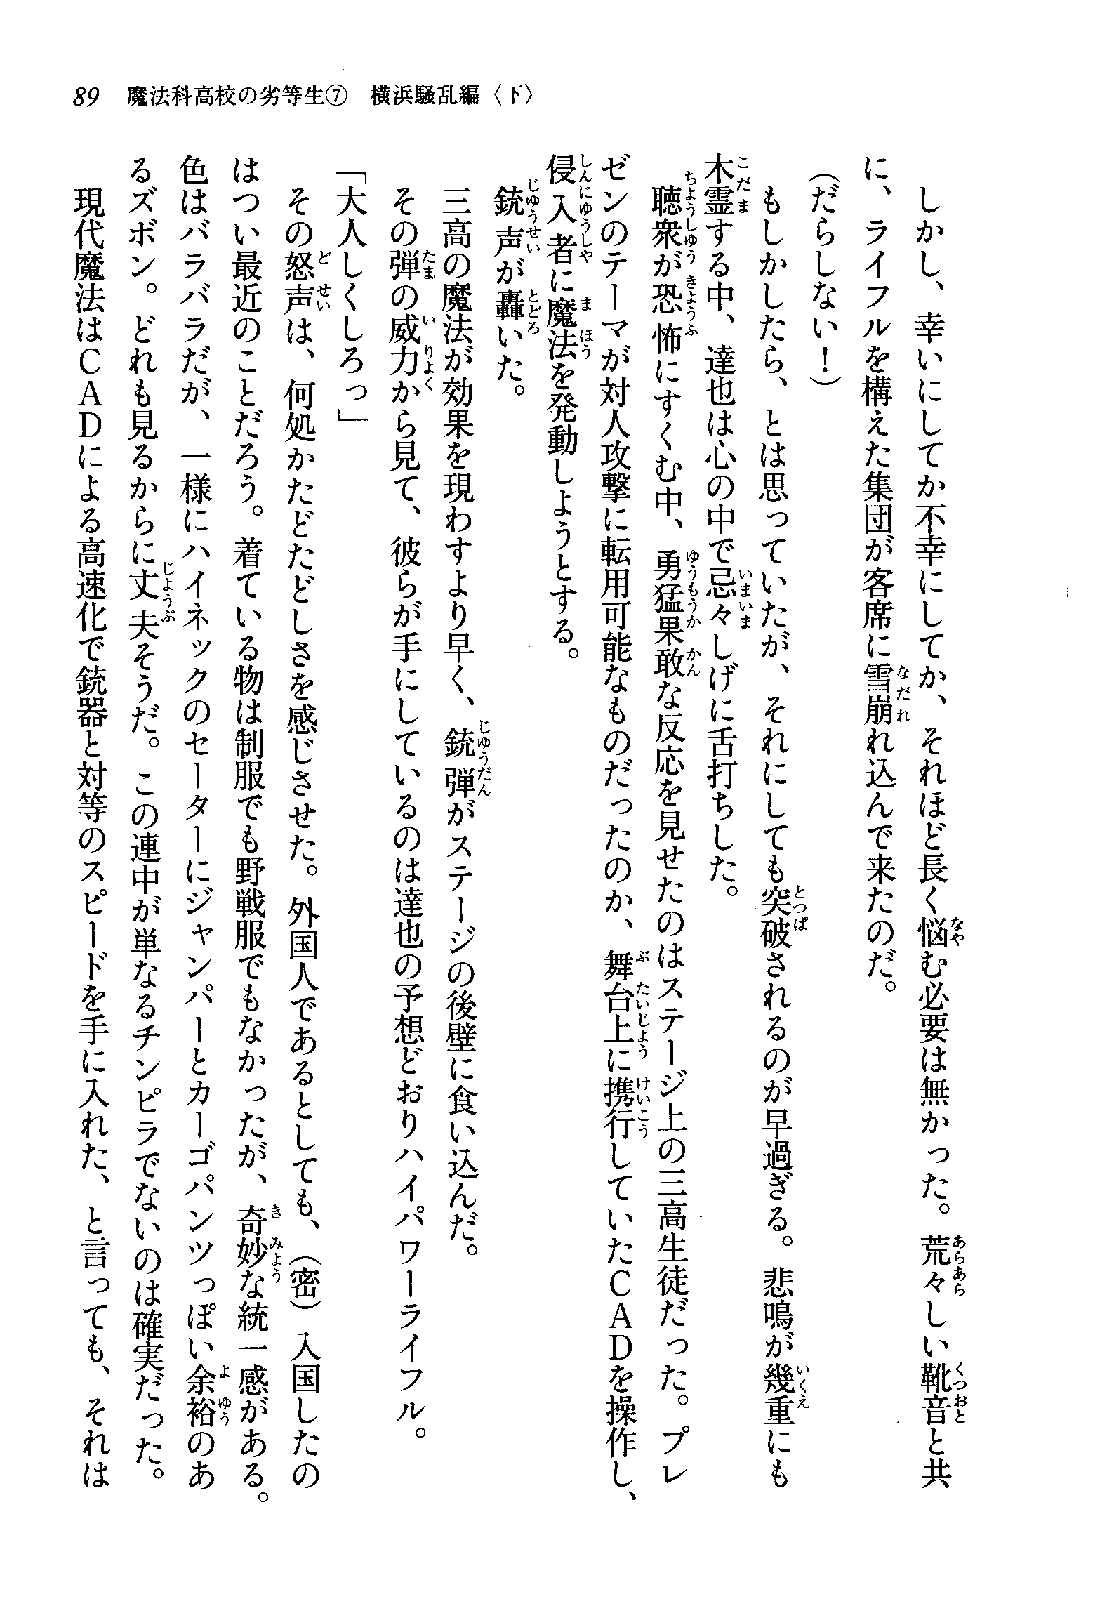 89　魔法科高校の劣等生⑦　横浜騒乱編〈下〉
　しかし、幸いにしてか不幸にしてか、それほど長く悩む必要は無かった。荒々しい靴音と共
に、ライフルを構えた集団が客席に雪崩れ込んで来たのだ。
（だらしない！）
　もしかしたら、とは思っていたが、それにしても突破されるのが早過ぎる。悲鳴が幾重にも
木霊する中、達也は心の中で忌々しげに舌打ちした。
　聴衆が恐怖にすくむ中、勇猛果敢な反応を見せたのはステージ上の三高生徒だった。プレ
ゼンのテーマが対人攻撃に転用可能なものだったのか、舞台上に携行していたＣＡＤを操作し、
侵入者に魔法を発動しようとする。
　銃声が轟いた。
　三高の魔法が効果を現わすより早く、銃弾がステージの後壁に食い込んだ。
　その弾の威力から見て、彼らが手にしているのは達也の予想どおりハイパワーライフル。
「大人しくしろっ」
　その怒声は、何処かたどたどしさを感じさせた。外国人であるとしても、（密）入国したの
はつい最近のことだろう。着ている物は制服でも野戦服でもなかったが、奇妙な統一感がある。
色はバラバラだが、一様にハイネックのセーターにジャンパーとカーゴパンツっぽい余裕のあ
るズボン。どれも見るからに丈夫そうだ。この連中が単なるチンピラでないのは確実だった。
　現代魔法はＣＡＤによる高速化で銃器と対等のスピードを手に入れた、と言っても、それは